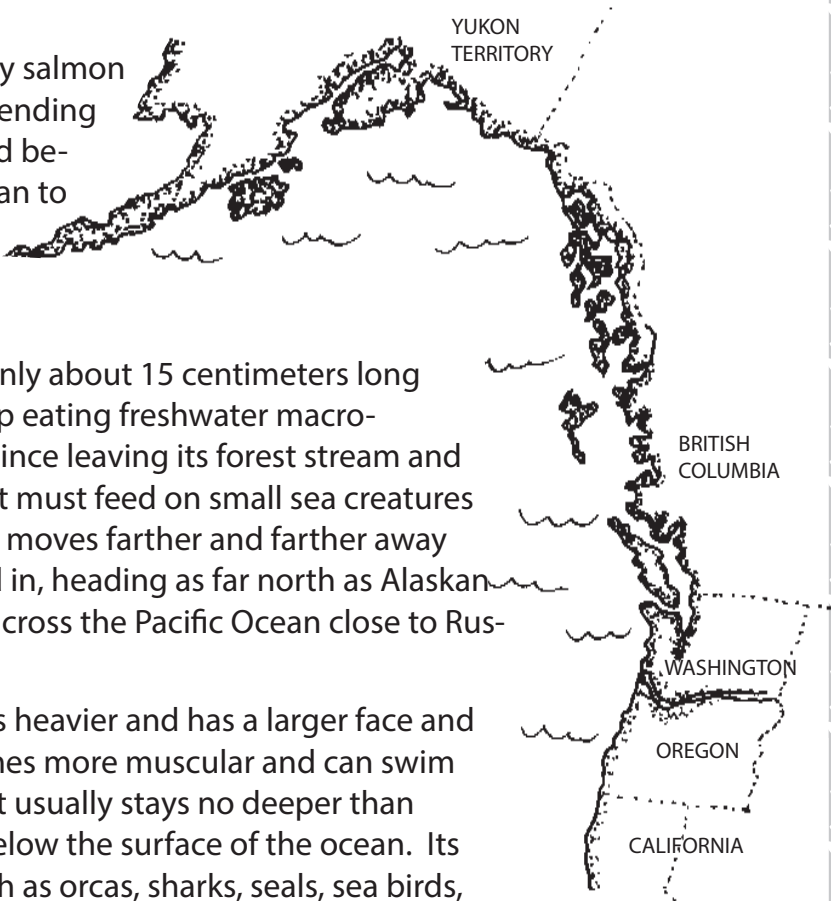 y salmon
ending
d be-
an to
nly about 15 centimeters long
p eating freshwater macro-
ince leaving its forest stream and
t must feed on small sea creatures
moves farther and farther away
l in, heading as far north as Alaskan
cross the Pacific Ocean close to Rus-
s heavier and has a larger face and
nes more muscular and can swim
t usually stays no deeper than
elow the surface of the ocean. Its
h as orcas, sharks, seals, sea birds,
YUKON
TERRITORY
BRITISH
COLUMBIA
WASHINGTON
OREGON
CALIFORNIA